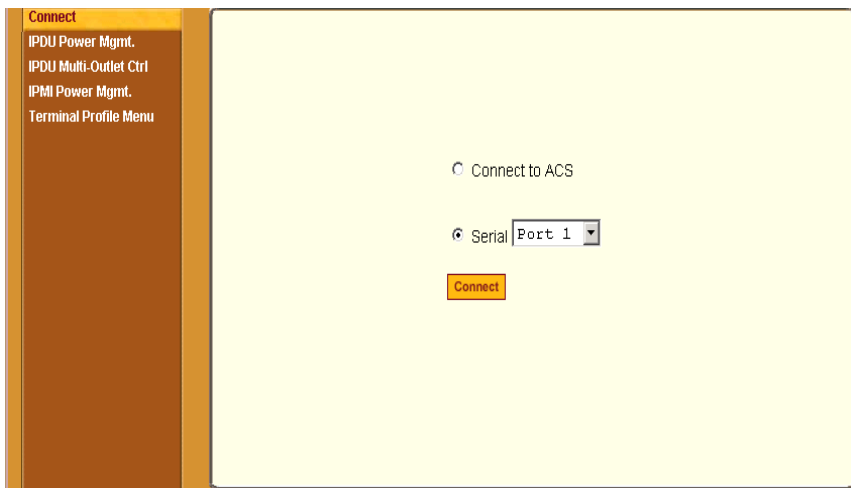 Connect
IPDU Power Mgmt.
IPDU Multi-Outlet Ctrl
IPMI Power Mgmt.
Terminal Profile Menu
Connect to ACS
Serial Port 1
Connect